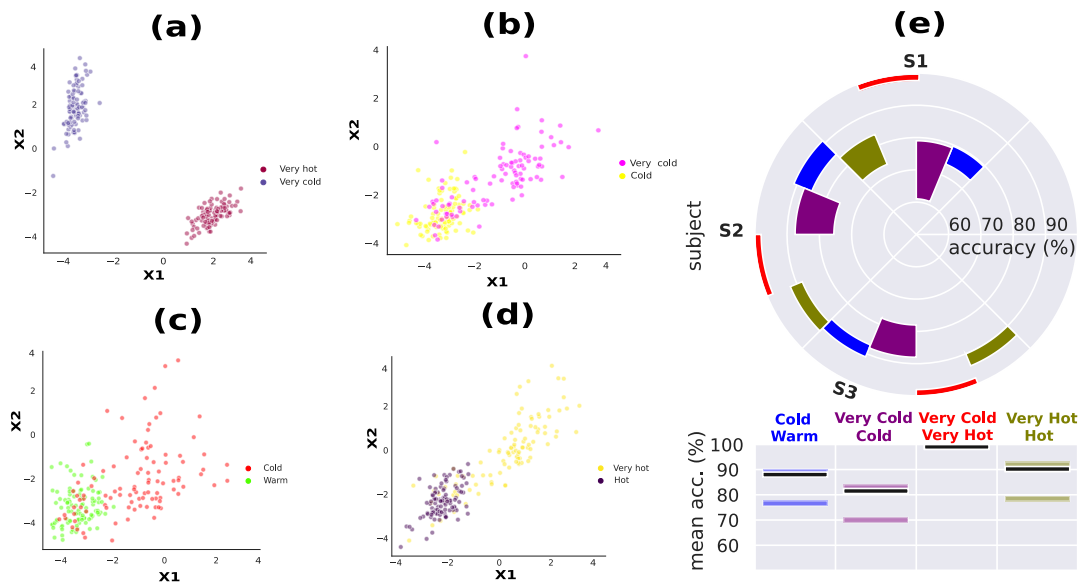 (a)
4
2
0
−2
−4
X2
−4
−2
0
2
4
X1
Very hot
Very cold
(b)
4
2
0
−2
−4
X2
−4
−2
0
2
4
X1
Very cold
Cold
(c)
4
2
0
−2
−4
X2
−4
−2
0
2
4
X1
Cold
Warm
(d)
4
2
0
−2
−4
X2
−4
−2
0
2
4
X1
Very hot
Hot
(e)
S1
S2
S3
subject
60 70 80 90
accuracy (%)
Cold
Warm
Very Cold
Cold
Very Cold
Very Hot
Very Hot
Hot
100
90
80
70
60
mean acc. (%)